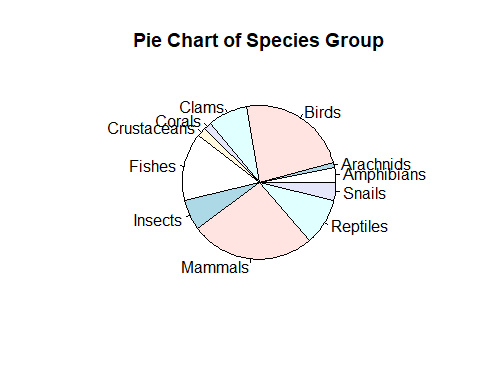 Pie Chart of Species Group
Clams
Birds
Corals
Crustaceans
Arachnids
Fishes
Amphibians
Snails
Insects
Reptiles
Mammals